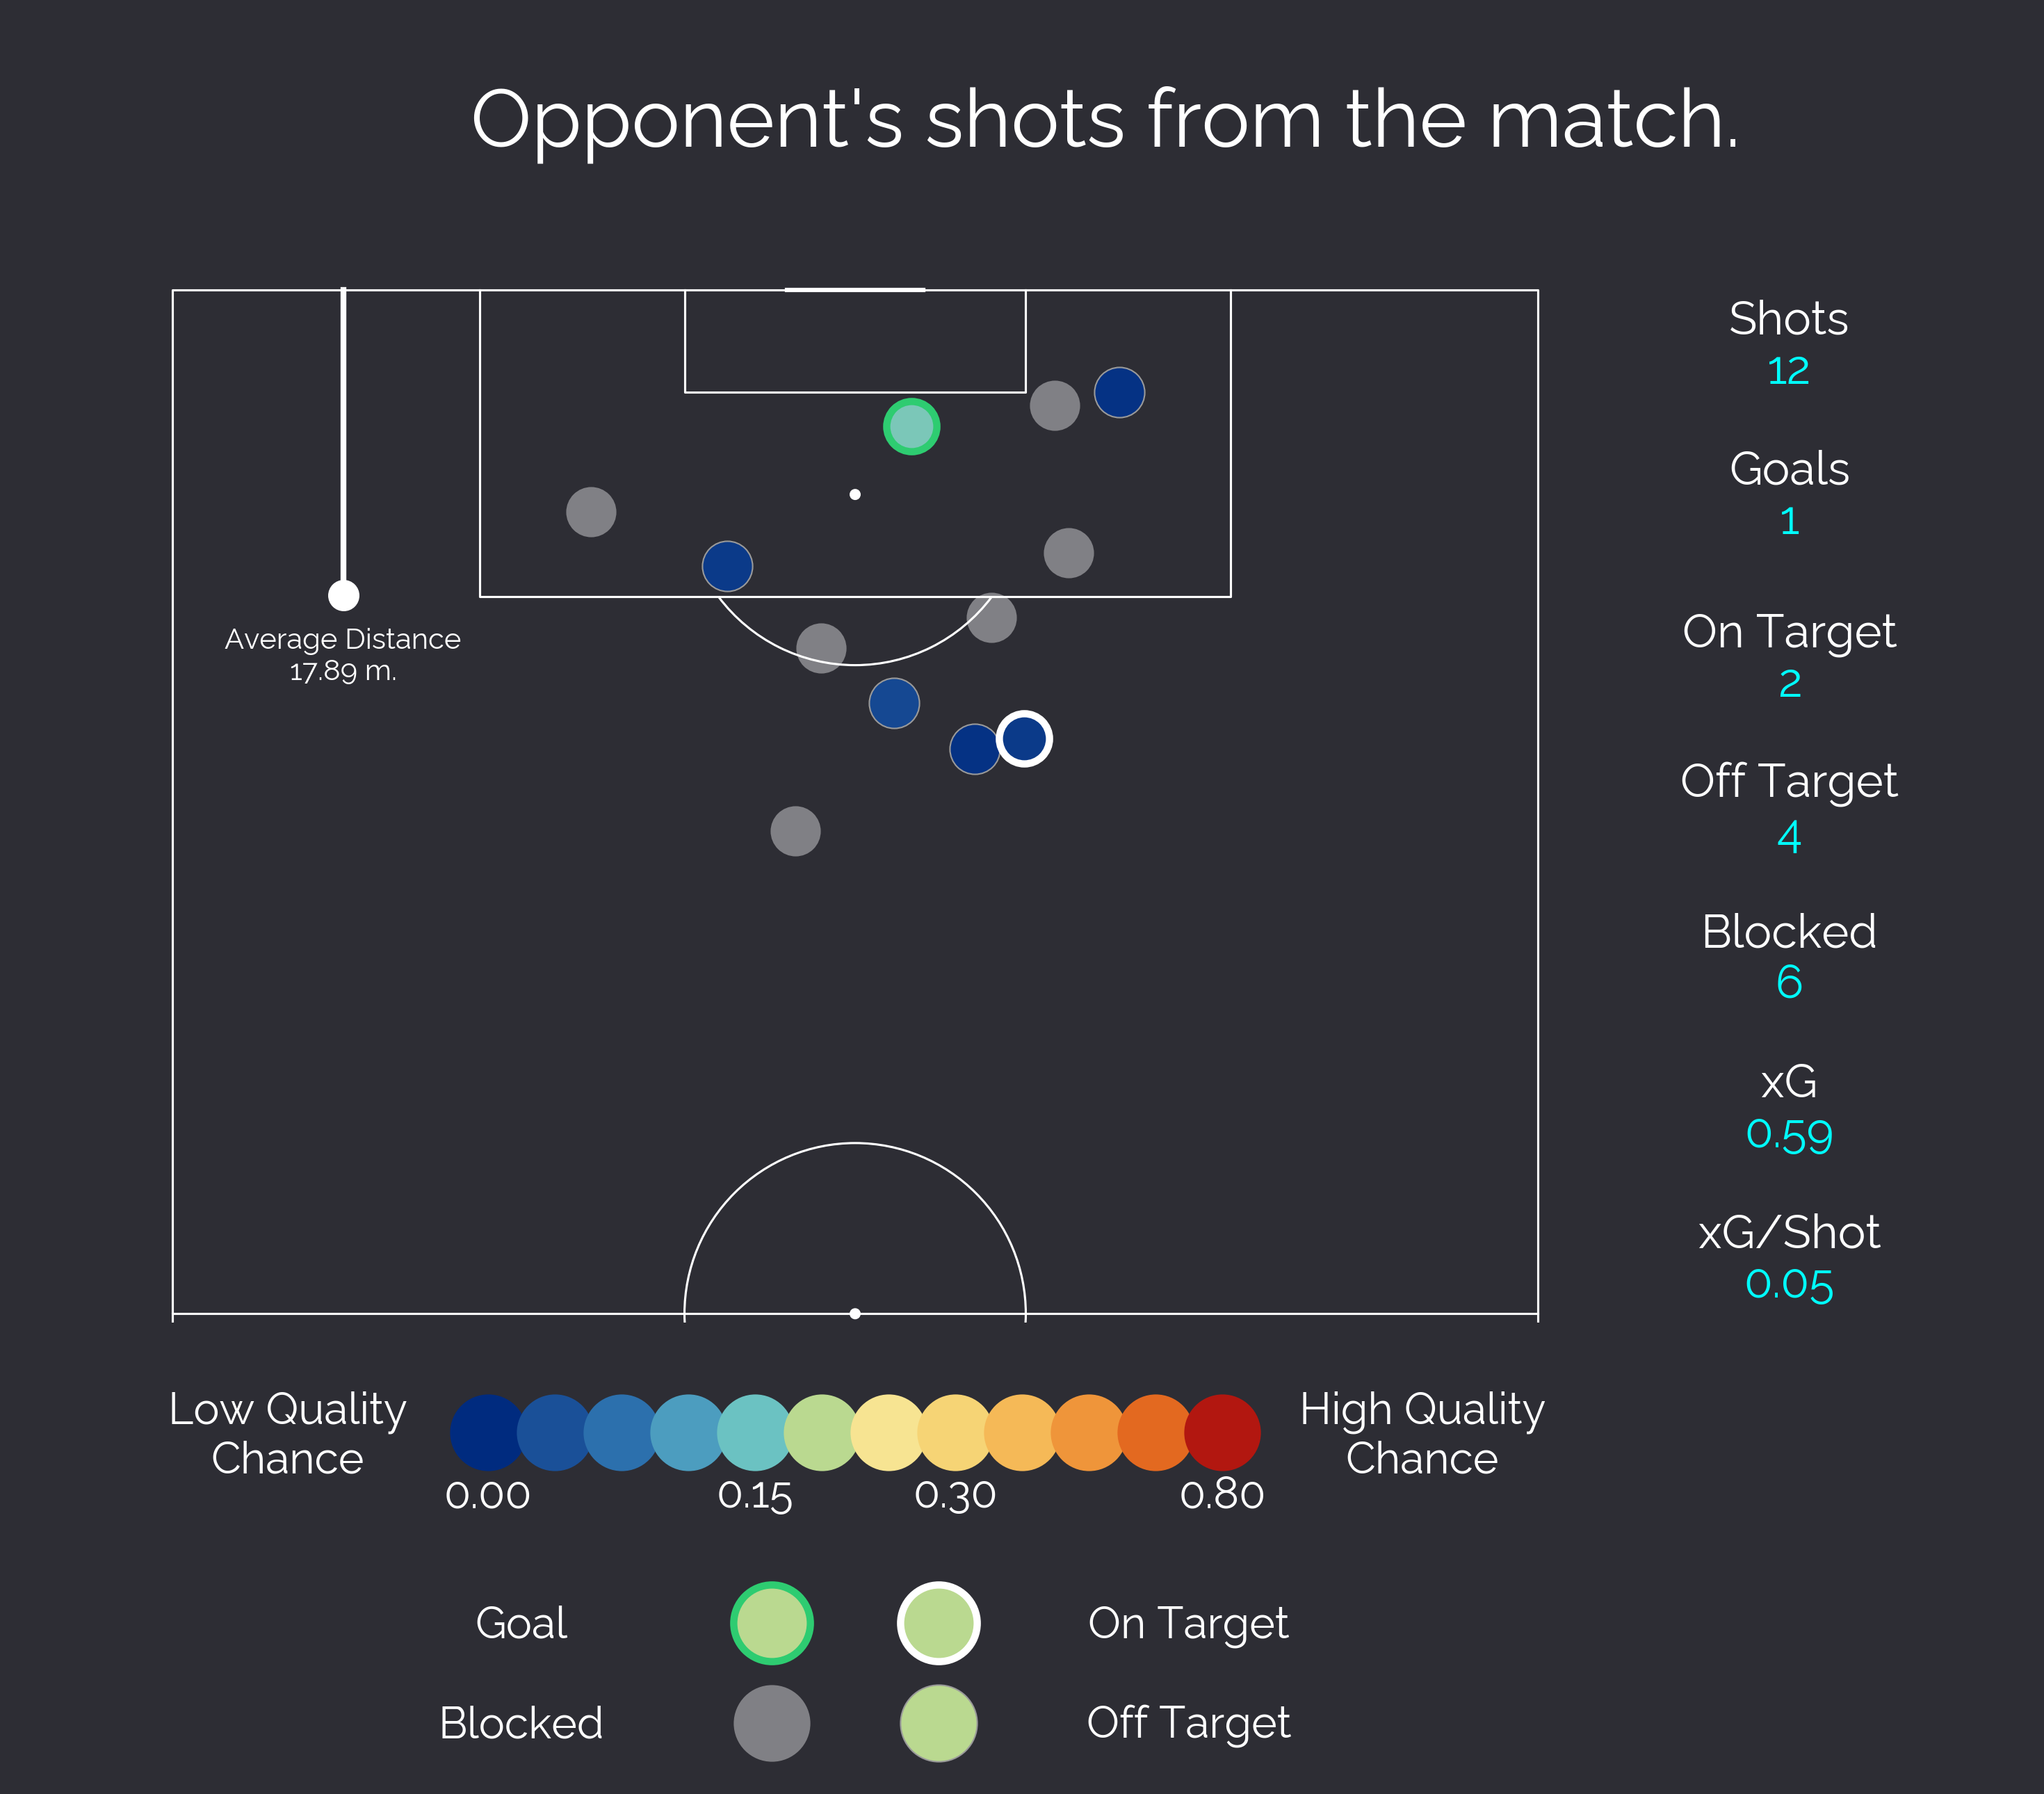 Opponent's shots from the match.
Shots
12
Goals
1
On Target
2
Off Target
4
Blocked
6
xG
0.59
xG/Shot
0.05
Average Distance
17.89 m.
Low Quality
Chance
0.00
0.15
0.30
0.80
High Quality
Chance
Goal
On Target
Blocked
Off Target